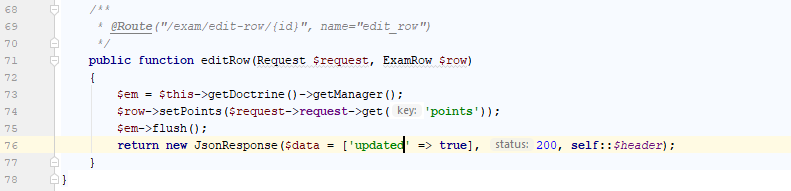 68 /**
69 * @Route("/exam/edit-row/{id}", name="edit_row")
70 */
71 public function editRow(Request $request, ExamRow $row)
72 {
73 $em = $this->getDoctrine()->getManager();
74 $row->setPoints($request->request->get( key: 'points'));
75 $em->flush();
76 return new JsonResponse($data = ['updated' => true], status: 200, self::$header);
77 }
78 }